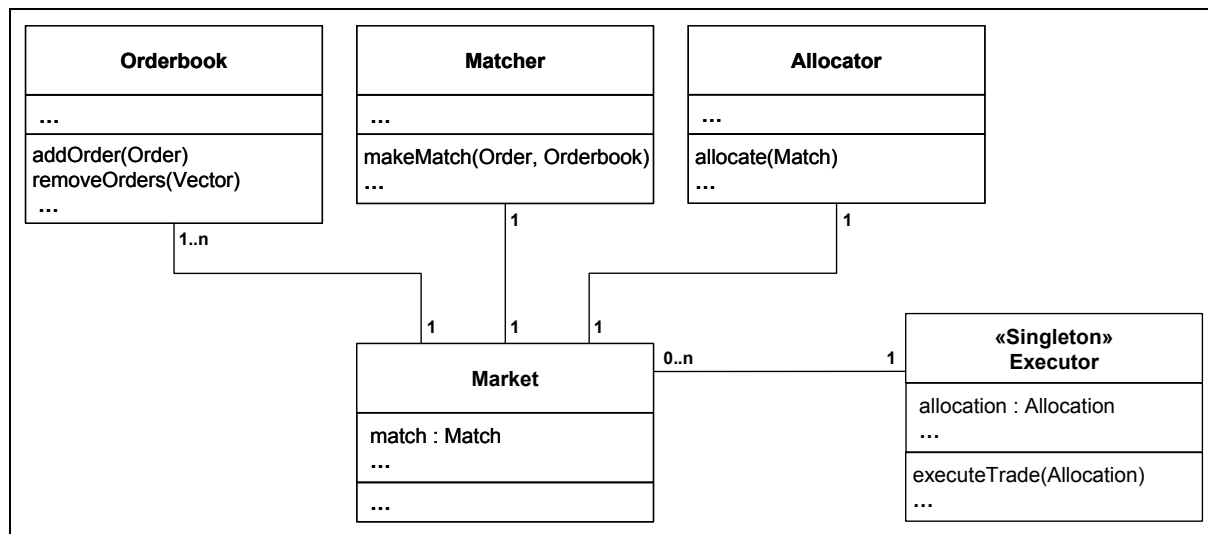 Orderbook
...
addOrder(Order)
removeOrders(Vector)
...
Matcher
...
makeMatch(Order, Orderbook)
...
Allocator
...
allocate(Match)
...
1..n
1
1
1
1
1
Market
match : Match
...
...
0..n
1
«Singleton»
Executor
allocation : Allocation
...
executeTrade(Allocation)
...